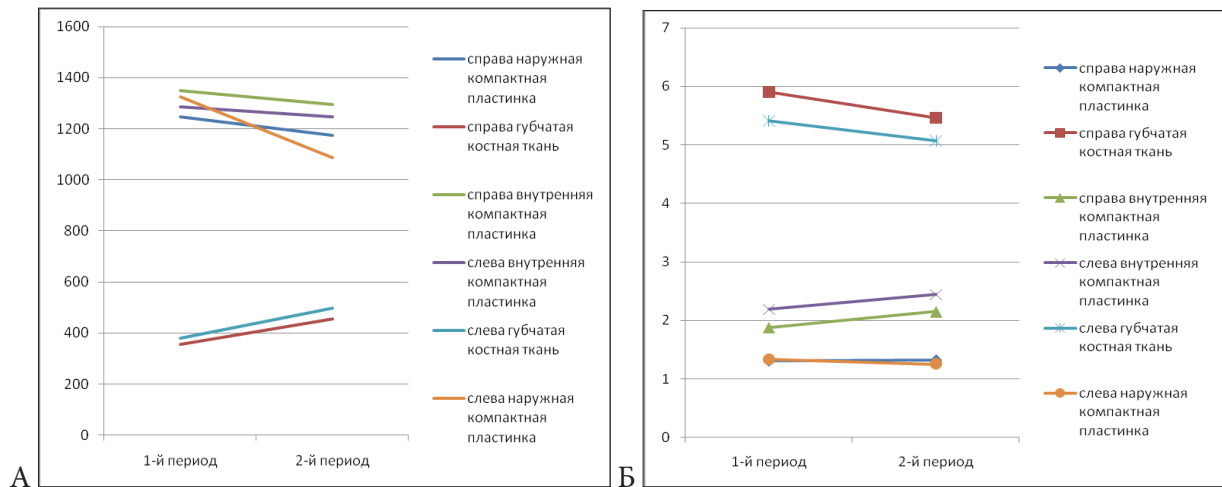 1600
1400
1200
1000
800
600
400
200
0
1-й период
2-й период
справа наружная
компактная
пластинка
справа губчатая
костная ткань
справа внутренняя
компактная
пластинка
слева внутренняя
компактная
пластинка
слева губчатая
костная ткань
слева наружная
компактная
пластинка
А
7
6
5
4
3
2
1
0
1-й период
2-й период
справа наружная
компактная
пластинка
справа губчатая
костная ткань
справа внутренняя
компактная
пластинка
слева внутренняя
компактная
пластинка
слева губчатая
костная ткань
слева наружная
компактная
пластинка
Б